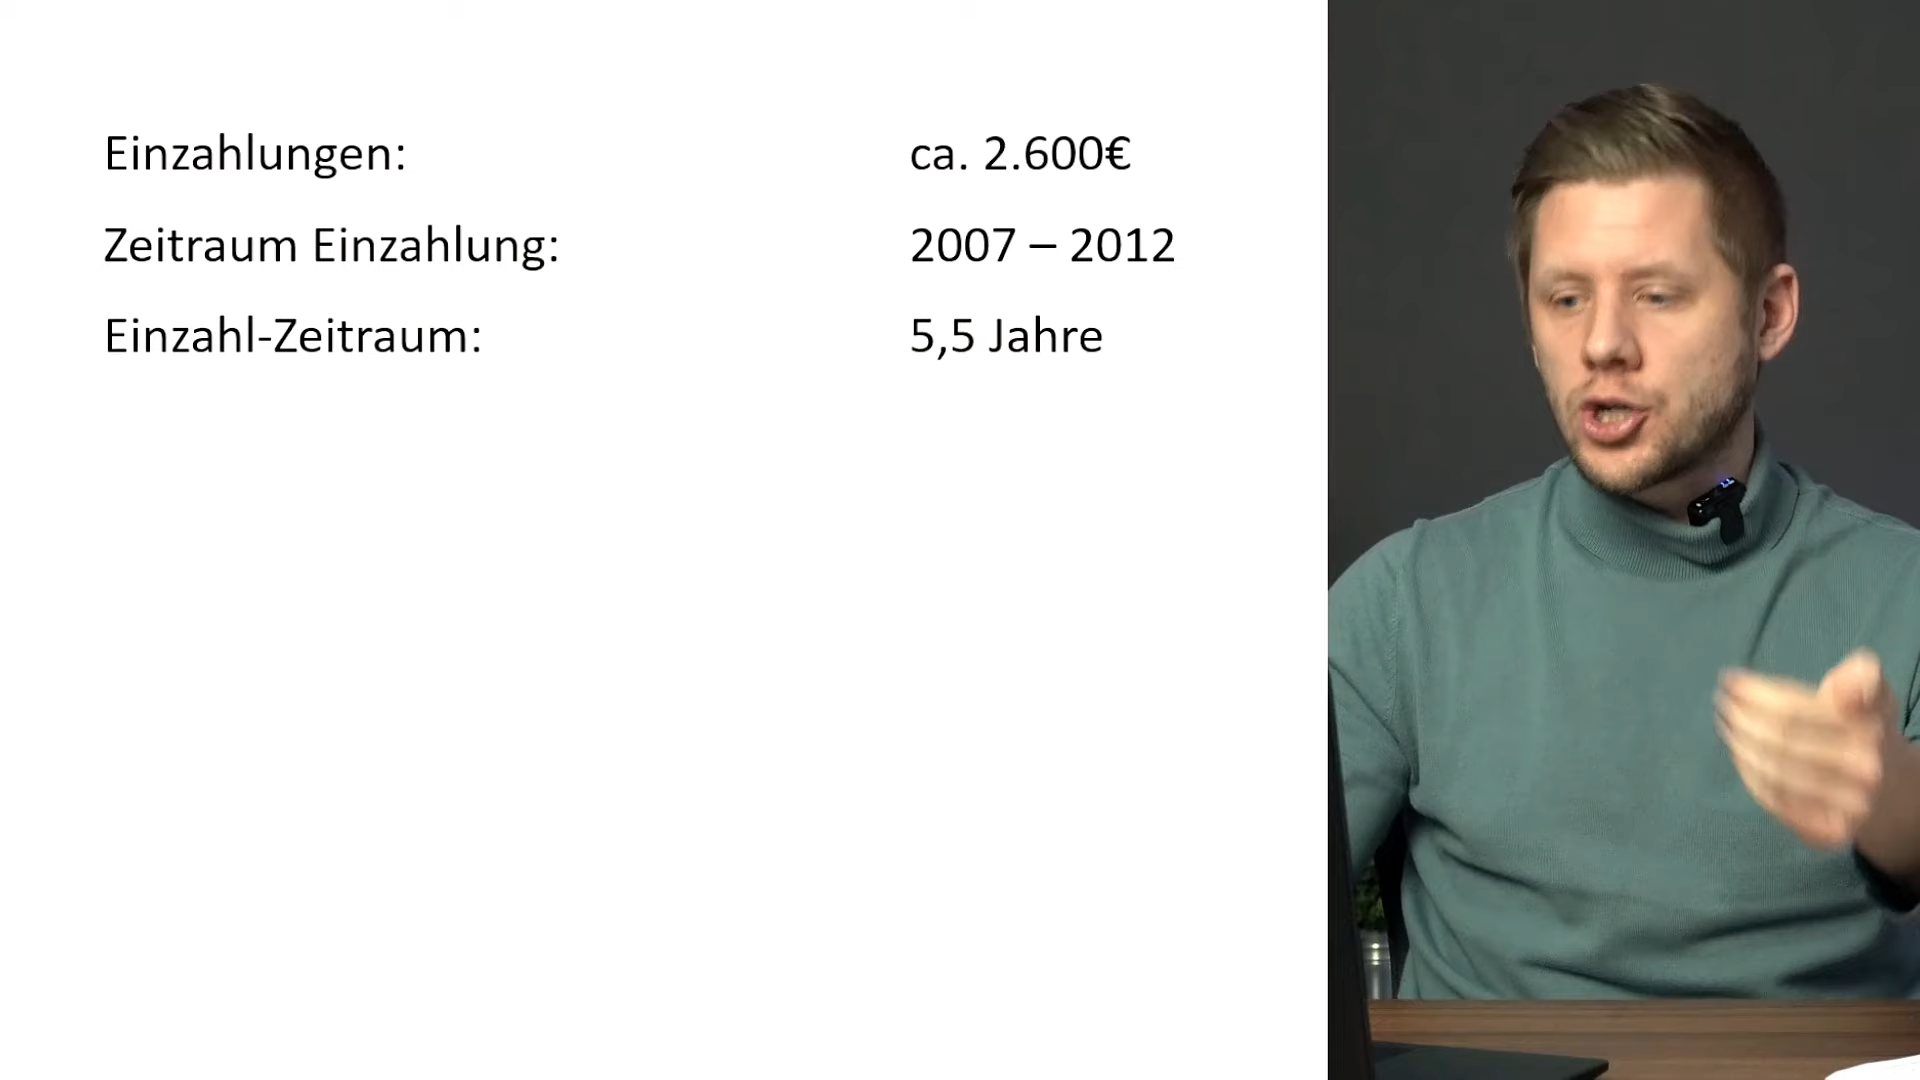 Einzahlungen: ca. 2.600€
Zeitraum Einzahlung: 2007 – 2012
Einzahl-Zeitraum: 5,5 Jahre